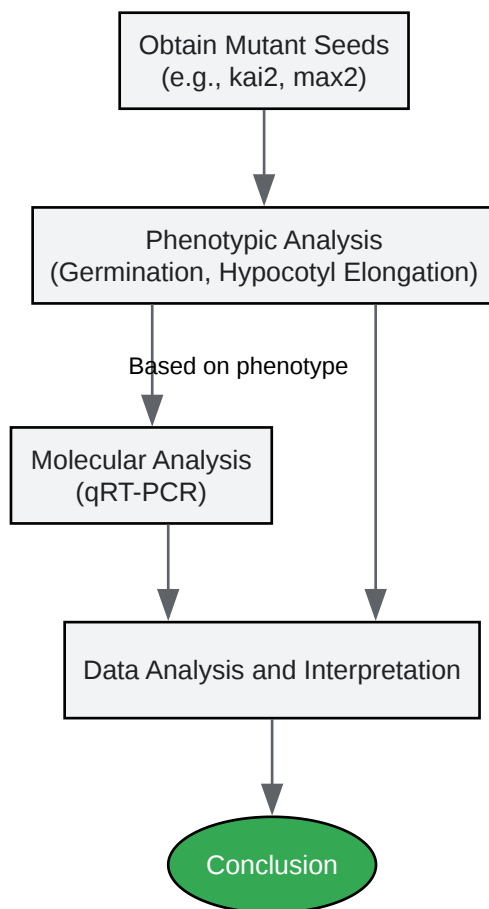 Obtain Mutant Seeds
(e.g., kai2, max2)
Phenotypic Analysis
(Germination, Hypocotyl Elongation)
Based on phenotype
Molecular Analysis
(qRT-PCR)
Data Analysis and Interpretation
Conclusion